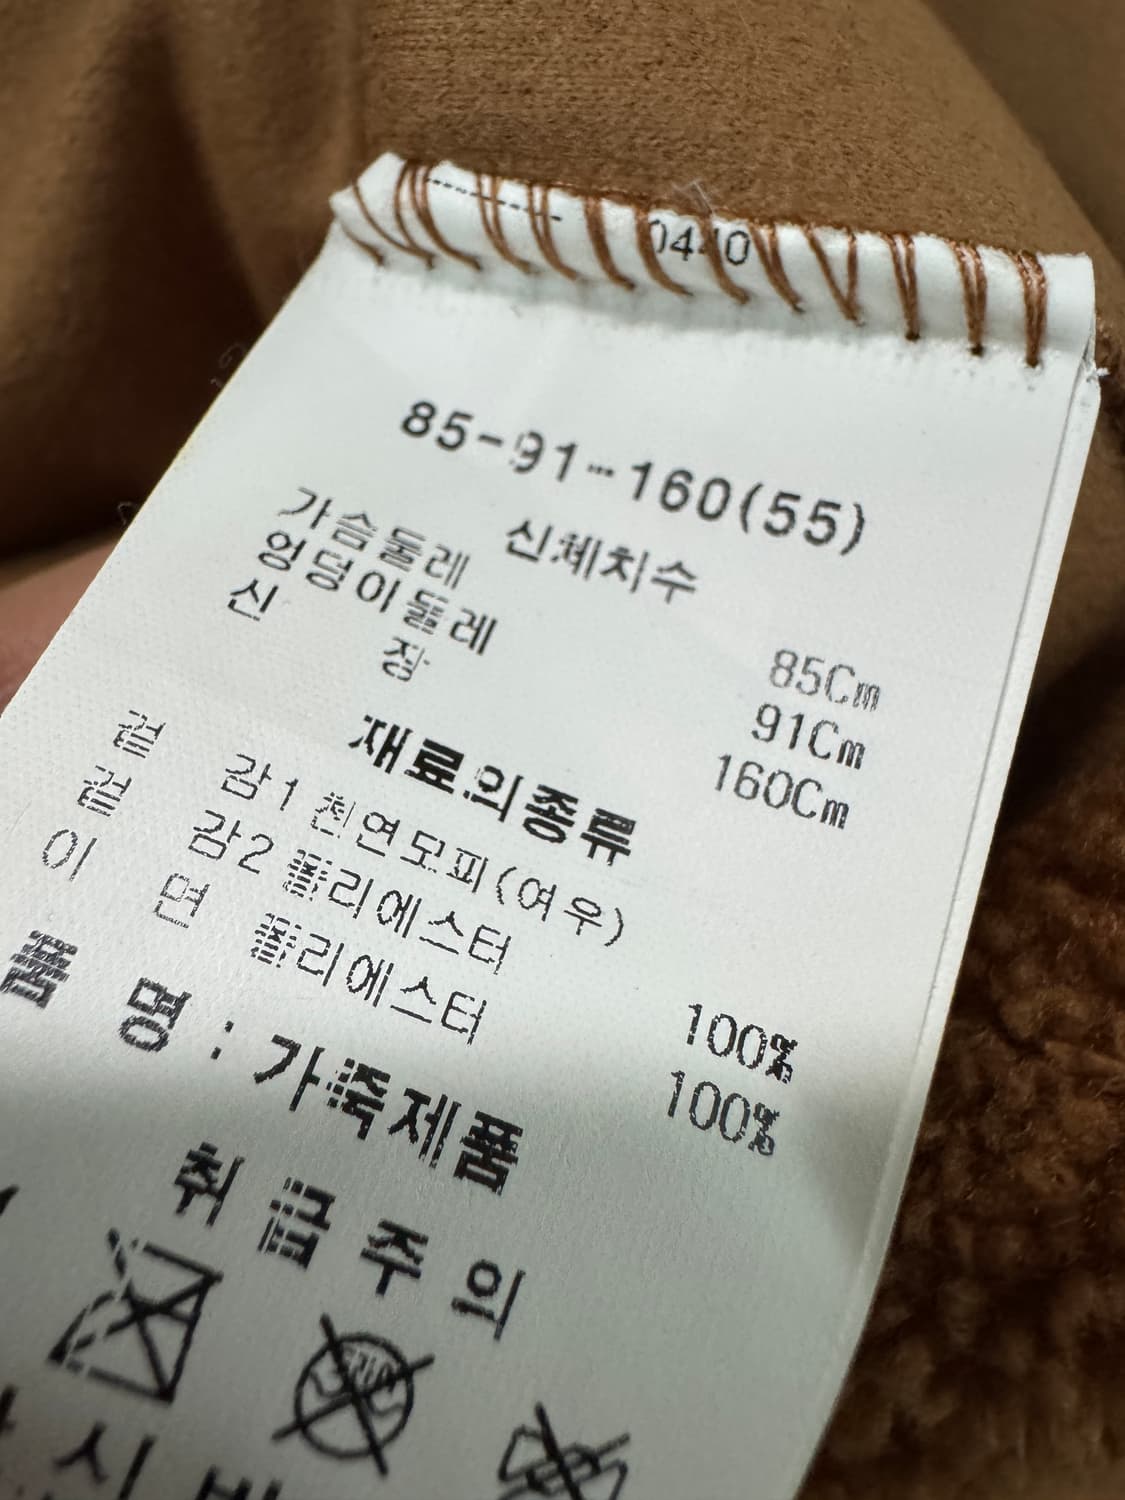 0440
85-91-160(55)
신체치수
가슴둘레 85Cm
엉덩이둘레 91Cm
신 장 160Cm
재료의종류
겉 감1 천연모피(여우)
겉 감2 폴리에스터 100%
이 면 폴리에스터 100%
품 명 : 가죽제품
취 급 주 의